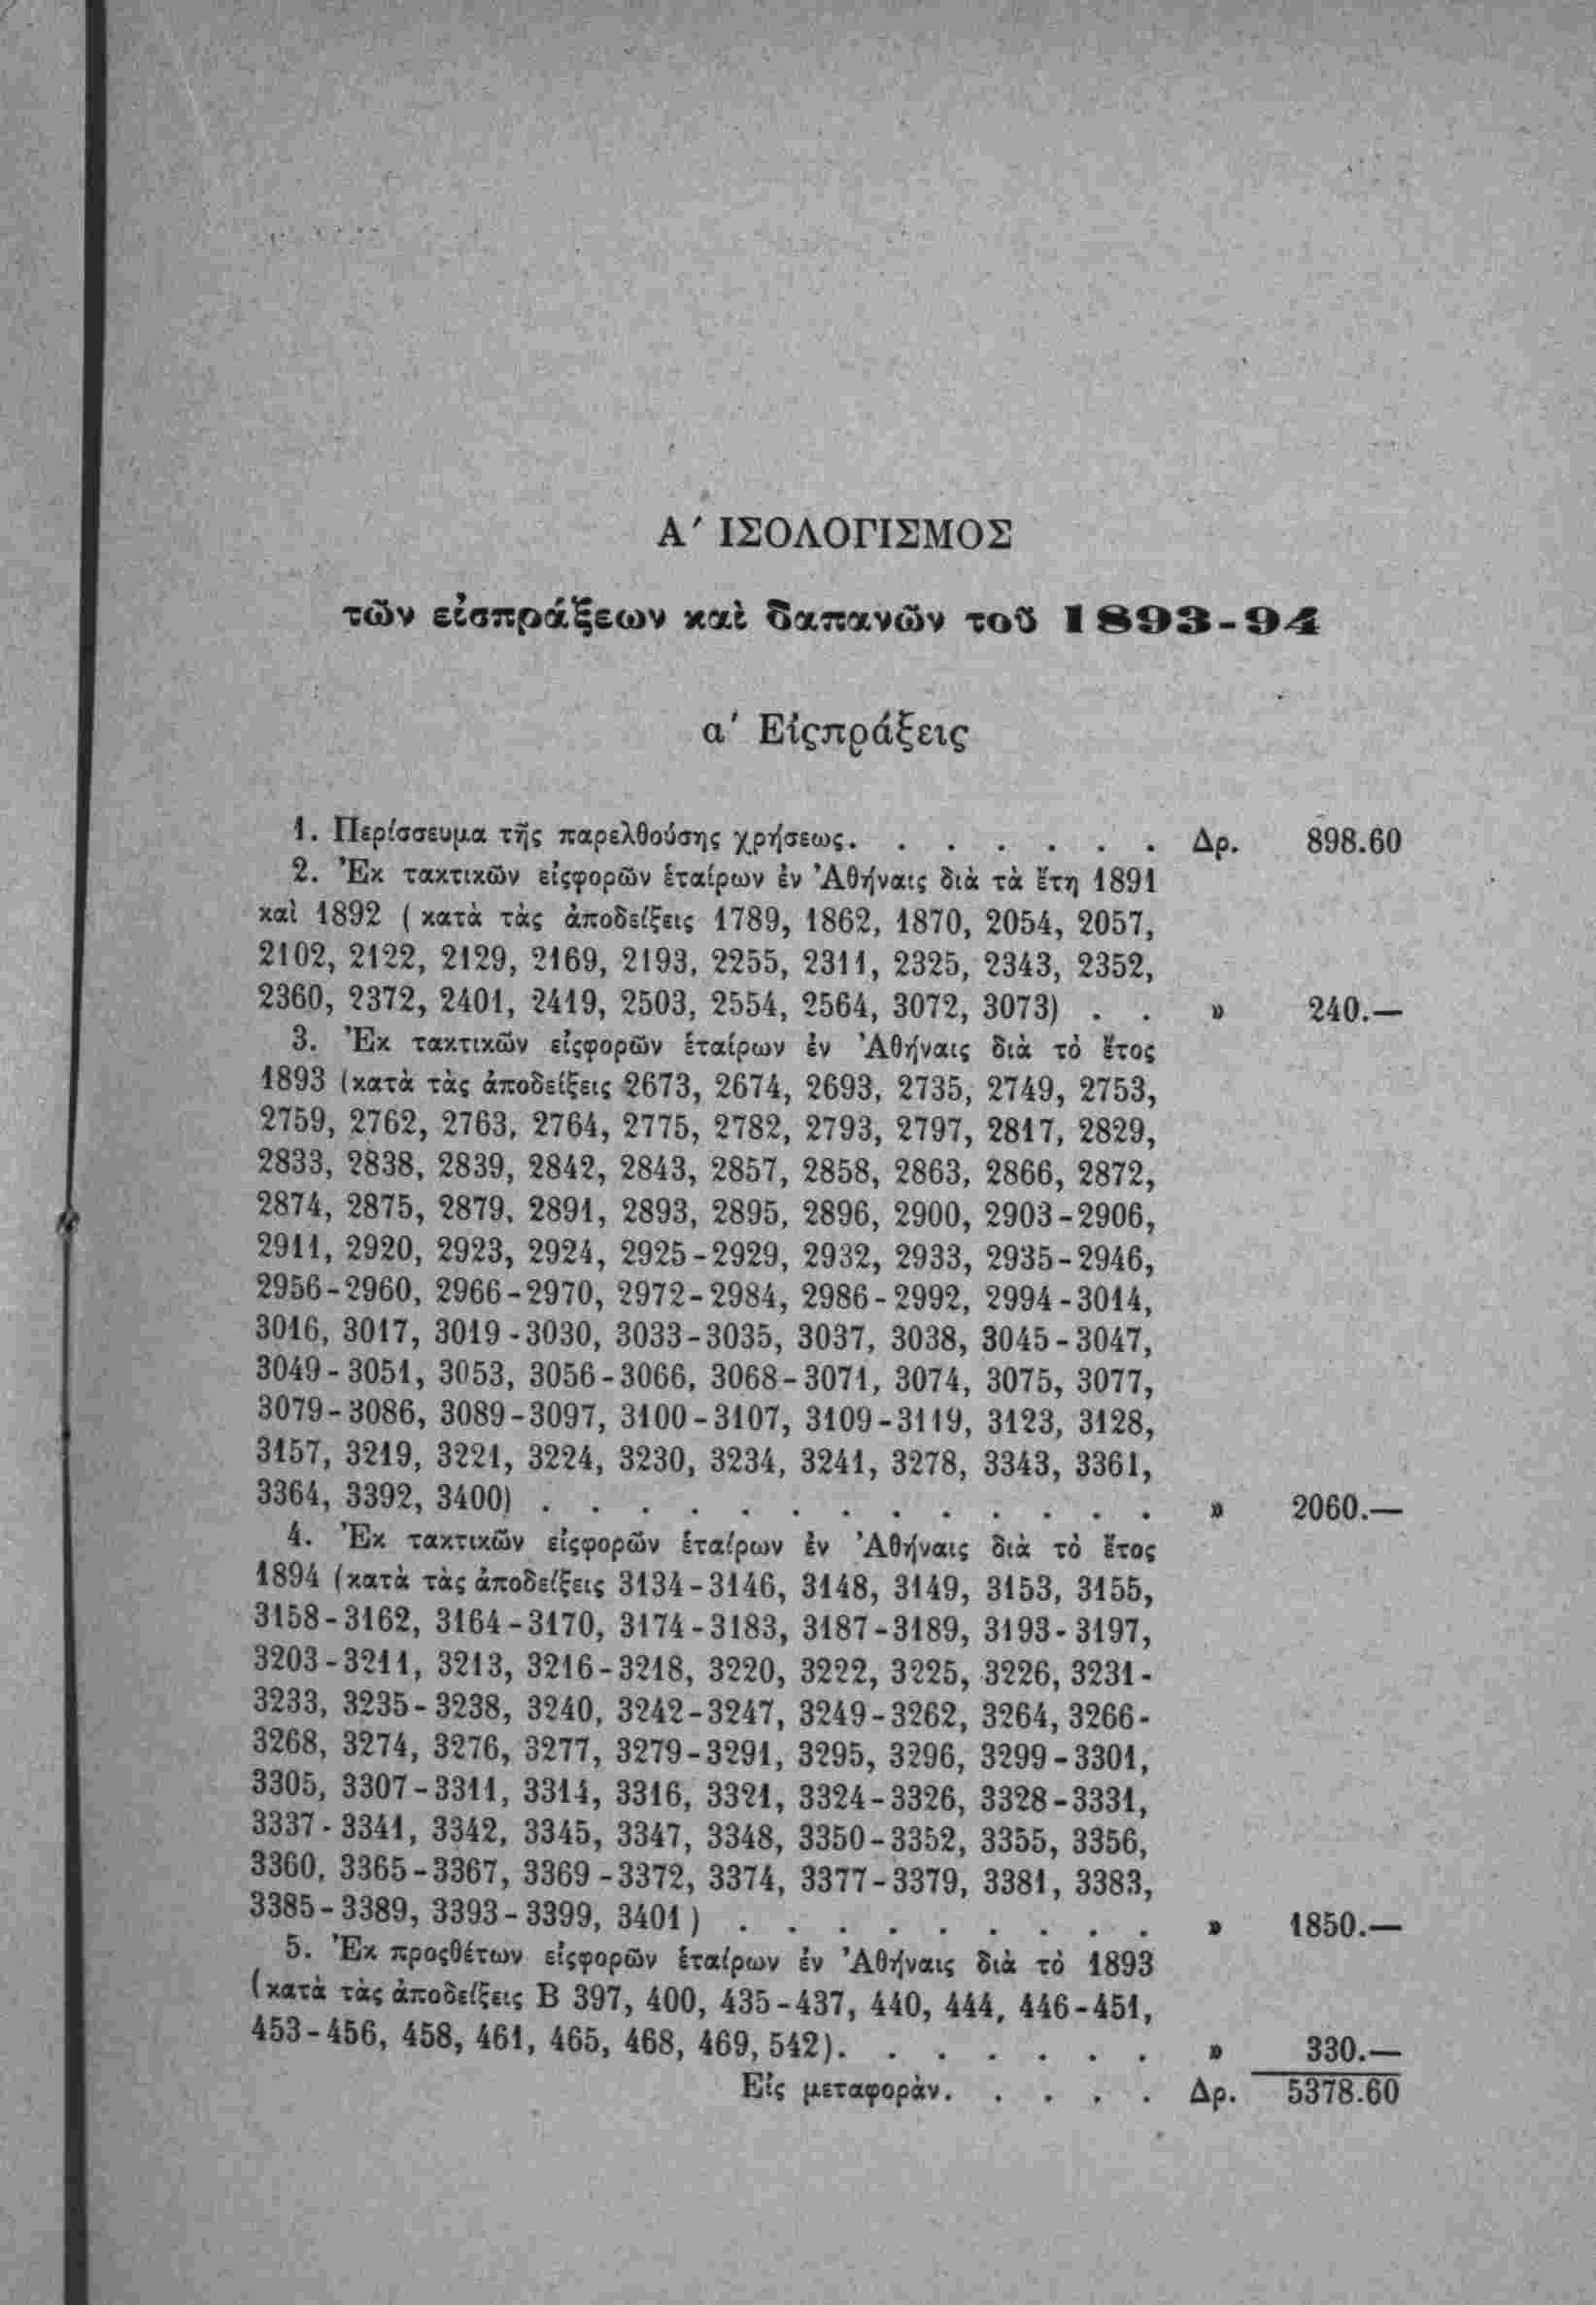 Α′ ΙΣΟΛΟΓΙΣΜΟΣ
τῶν εἰσπράξεων καὶ δαπανῶν τοῦ 1893-94
α′ Εἰςπράξεις
1. Περίσσευμα τῆς παρελθούσης χρήσεως. . . . . . . Δρ. 898.60
2. Ἐκ τακτικῶν εἰςφορῶν ἑταίρων ἐν Ἀθήναις διὰ τὰ ἔτη 1891
καὶ 1892 ( κατὰ τὰς ἀποδείξεις 1789, 1862, 1870, 2054, 2057,
2102, 2122, 2129, 2169, 2193, 2255, 2311, 2325, 2343, 2352,
2360, 2372, 2401, 2419, 2503, 2554, 2564, 3072, 3073) . . » 240.—
3. Ἐκ τακτικῶν εἰςφορῶν ἑταίρων ἐν Ἀθήναις διὰ τὸ ἔτος
1893 (κατὰ τὰς ἀποδείξεις 2673, 2674, 2693, 2735, 2749, 2753,
2759, 2762, 2763, 2764, 2775, 2782, 2793, 2797, 2817, 2829,
2833, 2838, 2839, 2842, 2843, 2857, 2858, 2863, 2866, 2872,
2874, 2875, 2879, 2891, 2893, 2895, 2896, 2900, 2903-2906,
2911, 2920, 2923, 2924, 2925-2929, 2932, 2933, 2935-2946,
2956-2960, 2966-2970, 2972-2984, 2986-2992, 2994-3014,
3016, 3017, 3019-3030, 3033-3035, 3037, 3038, 3045-3047,
3049-3051, 3053, 3056-3066, 3068-3071, 3074, 3075, 3077,
3079-3086, 3089-3097, 3100-3107, 3109-3119, 3123, 3128,
3157, 3219, 3221, 3224, 3230, 3234, 3241, 3278, 3343, 3361,
3364, 3392, 3400) . . . . . . . . . . . . . » 2060.—
4. Ἐκ τακτικῶν εἰςφορῶν ἑταίρων ἐν Ἀθήναις διὰ τὸ ἔτος
1894 (κατὰ τὰς ἀποδείξεις 3134-3146, 3148, 3149, 3153, 3155,
3158-3162, 3164-3170, 3174-3183, 3187-3189, 3193-3197,
3203-3211, 3213, 3216-3218, 3220, 3222, 3225, 3226, 3231-
3233, 3235-3238, 3240, 3242-3247, 3249-3262, 3264, 3266-
3268, 3274, 3276, 3277, 3279-3291, 3295, 3296, 3299-3301,
3305, 3307-3311, 3314, 3316, 3321, 3324-3326, 3328-3331,
3337-3341, 3342, 3345, 3347, 3348, 3350-3352, 3355, 3356,
3360, 3365-3367, 3369-3372, 3374, 3377-3379, 3381, 3383,
3385-3389, 3393-3399, 3401) . . . . . . . . . » 1850.—
5. Ἐκ προςθέτων εἰςφορῶν ἑταίρων ἐν Ἀθήναις διὰ τὸ 1893
(κατὰ τὰς ἀποδείξεις Β 397, 400, 435-437, 440, 444, 446-451,
453-456, 458, 461, 465, 468, 469, 542). . . . . . . » 330.—
Εἰς μεταφορὰν. . . . . Δρ. 5378.60